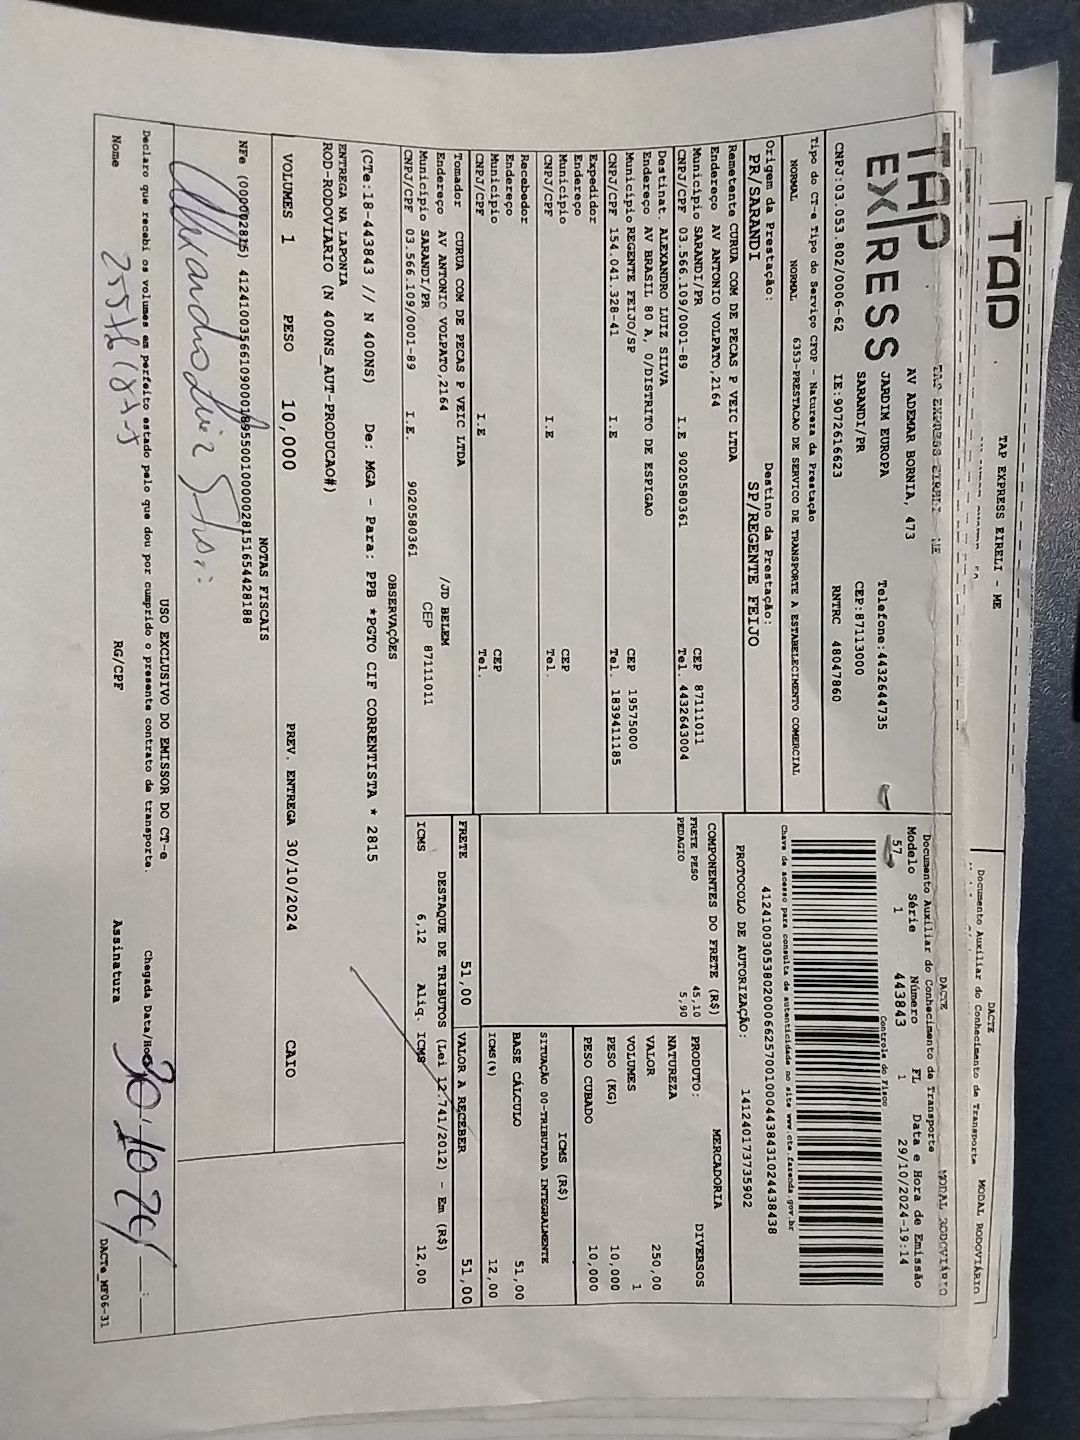 TAP
TAP EXPRESS EIRELI - ME
DACTE
MODAL RODOVIÁRIO
Documento Auxiliar do Conhecimento de Transporte
TAP EXPRESS EIRELI - ME
DACTE
MODAL RODOVIÁRIO
TAP EXPRESS
AV ADEMAR BORNIA, 473
JARDIM EUROPA
SARANDI/PR
Telefone:4432644735
CEP:87113000
CNPJ:03.053.802/0006-62
IE:9072616623
RNTRC 48047860
Documento Auxiliar do Conhecimento de Transporte
Modelo Série Número FL Data e Hora de Emissão
57 1 443843 1 29/10/2024-19:14
Controle do Fisco
Chave de acesso para consulta de autenticidade no site www.cte.fazenda.gov.br
41241003053802000662570010004438431024438438
PROTOCOLO DE AUTORIZAÇÃO: 141240173735902
Tipo do CT-e Tipo do Serviço CFOP - Natureza da Prestação
NORMAL NORMAL 6353-PRESTACAO DE SERVICO DE TRANSPORTE A ESTABELECIMENTO COMERCIAL
Origem da Prestação: Destino da Prestação:
PR/SARANDI SP/REGENTE FEIJO
Remetente CURUA COM DE PECAS P VEIC LTDA
Endereço AV ANTONIO VOLPATO,2164
Município SARANDI/PR CEP 87111011
CNPJ/CPF 03.566.109/0001-89 I.E 9020580361 Tel. 4432643004
Destinat. ALEXANDRO LUIZ SILVA
Endereço AV BRASIL 80 A, 0/DISTRITO DE ESPIGAO
Município REGENTE FEIJO/SP CEP 19575000
CNPJ/CPF 154.041.328-41 I.E Tel. 1839411185
Expedidor
Endereço
Município CEP
CNPJ/CPF I.E Tel.
Recebedor
Endereço
Município CEP
CNPJ/CPF I.E Tel.
Tomador CURUA COM DE PECAS P VEIC LTDA
Endereço AV ANTONIO VOLPATO,2164 /JD BELEM
Município SARANDI/PR CEP 87111011
CNPJ/CPF 03.566.109/0001-89 I.E. 9020580361
COMPONENTES DO FRETE (R$)
FRETE PESO 45,10
PEDAGIO 5,90
PRODUTO: MERCADORIA
NATUREZA DIVERSOS
VALOR 250,00
VOLUMES 1
PESO (KG) 10,000
PESO CUBADO 10,000
ICMS (R$)
SITUAÇÃO 00-TRIBUTADA INTEGRALMENTE
BASE CÁLCULO 51,00
ICMS(%) 12,00
FRETE 51,00 VALOR A RECEBER 51,00
DESTAQUE DE TRIBUTOS (Lei 12.741/2012) - Em (R$)
ICMS 6,12 Aliq. ICMS 12,00
OBSERVAÇÕES
(CTe:18-443843 // N 400NS) De: MGA - Para: PPB *PGTO CIF CORRENTISTA * 2815
ENTREGA NA LAPONIA
ROD-RODOVIARIO (N 400NS_AUT-PRODUCAO#)
VOLUMES 1 PESO 10,000 PREV. ENTREGA 30/10/2024 CAIO
NOTAS FISCAIS
NFe (000002815) 41241003566109000189550010000028151654428188
USO EXCLUSIVO DO EMISSOR DO CT-e
Declaro que recebi os volumes em perfeito estado pelo que dou por cumprido o presente contrato de transporte.
Chegada Data/Hora
30-10-24
Nome RG/CPF Assinatura
DACTe_MF06-31